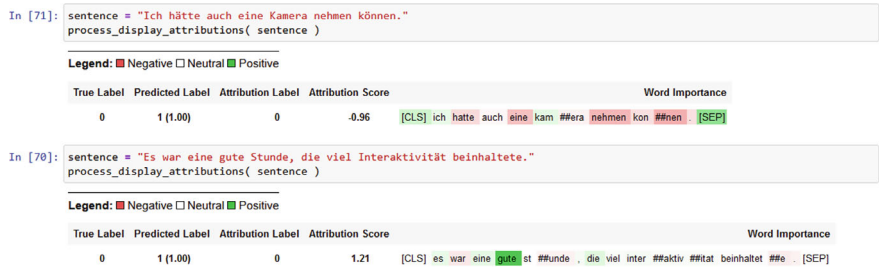 In [71]: sentence = "Ich hätte auch eine Kamera nehmen können."
process_display_attributions( sentence )
Legend: Negative Neutral Positive
True Label Predicted Label Attribution Label Attribution Score Word Importance
0 1 (1.00) 0 -0.96 [CLS] ich hatte auch eine kam ##era nehmen kon ##nen . [SEP]
In [70]: sentence = "Es war eine gute Stunde, die viel Interaktivität beinhaltete."
process_display_attributions( sentence )
Legend: Negative Neutral Positive
True Label Predicted Label Attribution Label Attribution Score Word Importance
0 1 (1.00) 0 1.21 [CLS] es war eine gute st ##unde , die viel inter ##aktiv ##itat beinhaltet ##e . [SEP]